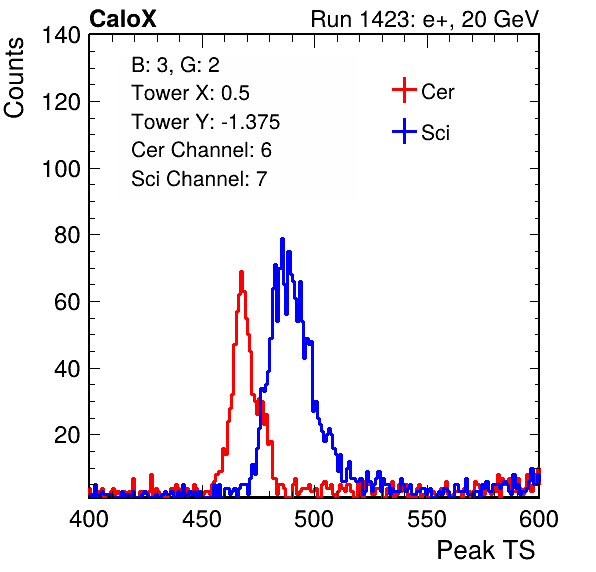 CaloX Run 1423: e+, 20 GeV
Counts
140
120
100
80
60
40
20
B: 3, G: 2
Tower X: 0.5
Tower Y: -1.375
Cer Channel: 6
Sci Channel: 7
Cer
Sci
400 450 500 550 600
Peak TS